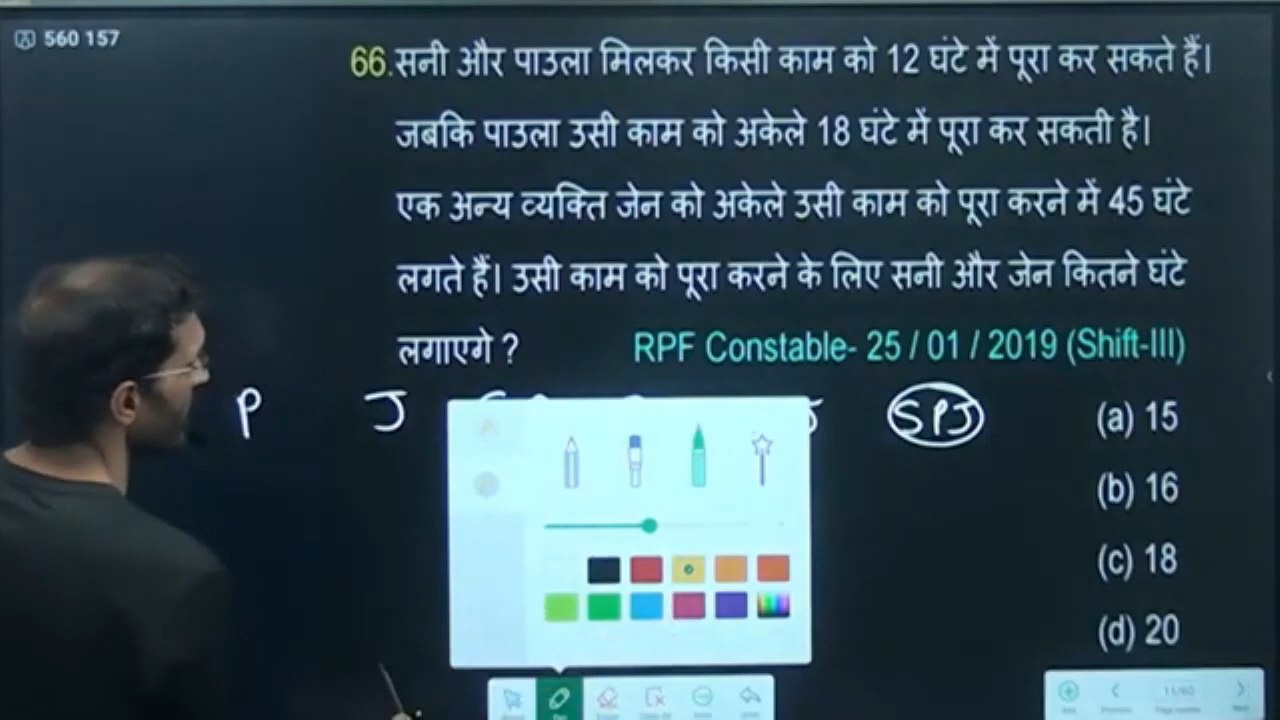 560 157
66.सनी और पाउला मिलकर किसी काम को 12 घंटे में पूरा कर सकते हैं।
जबकि पाउला उसी काम को अकेले 18 घंटे में पूरा कर सकती है।
एक अन्य व्यक्ति जेन को अकेले उसी काम को पूरा करने में 45 घंटे
लगते हैं। उसी काम को पूरा करने के लिए सनी और जेन कितने घंटे
लगाएगे ? RPF Constable- 25 / 01 / 2019 (Shift-III)
P J SPJ
(a) 15
(b) 16
(c) 18
(d) 20
11/60